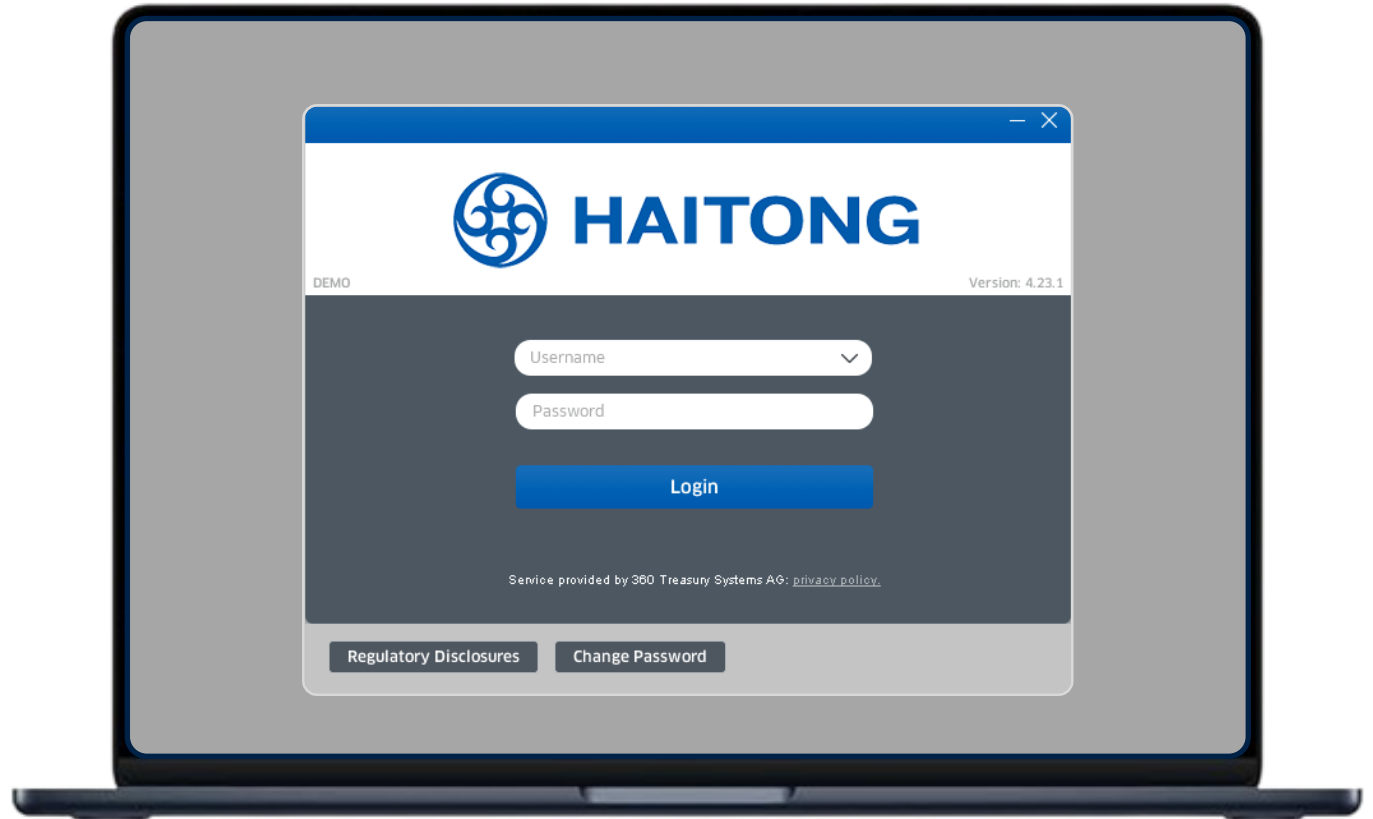 HAITONG
DEMO
Version: 4.23.1
Username
Password
Login
Service provided by 360 Treasury Systems AG: privacy policy.
Regulatory Disclosures
Change Password